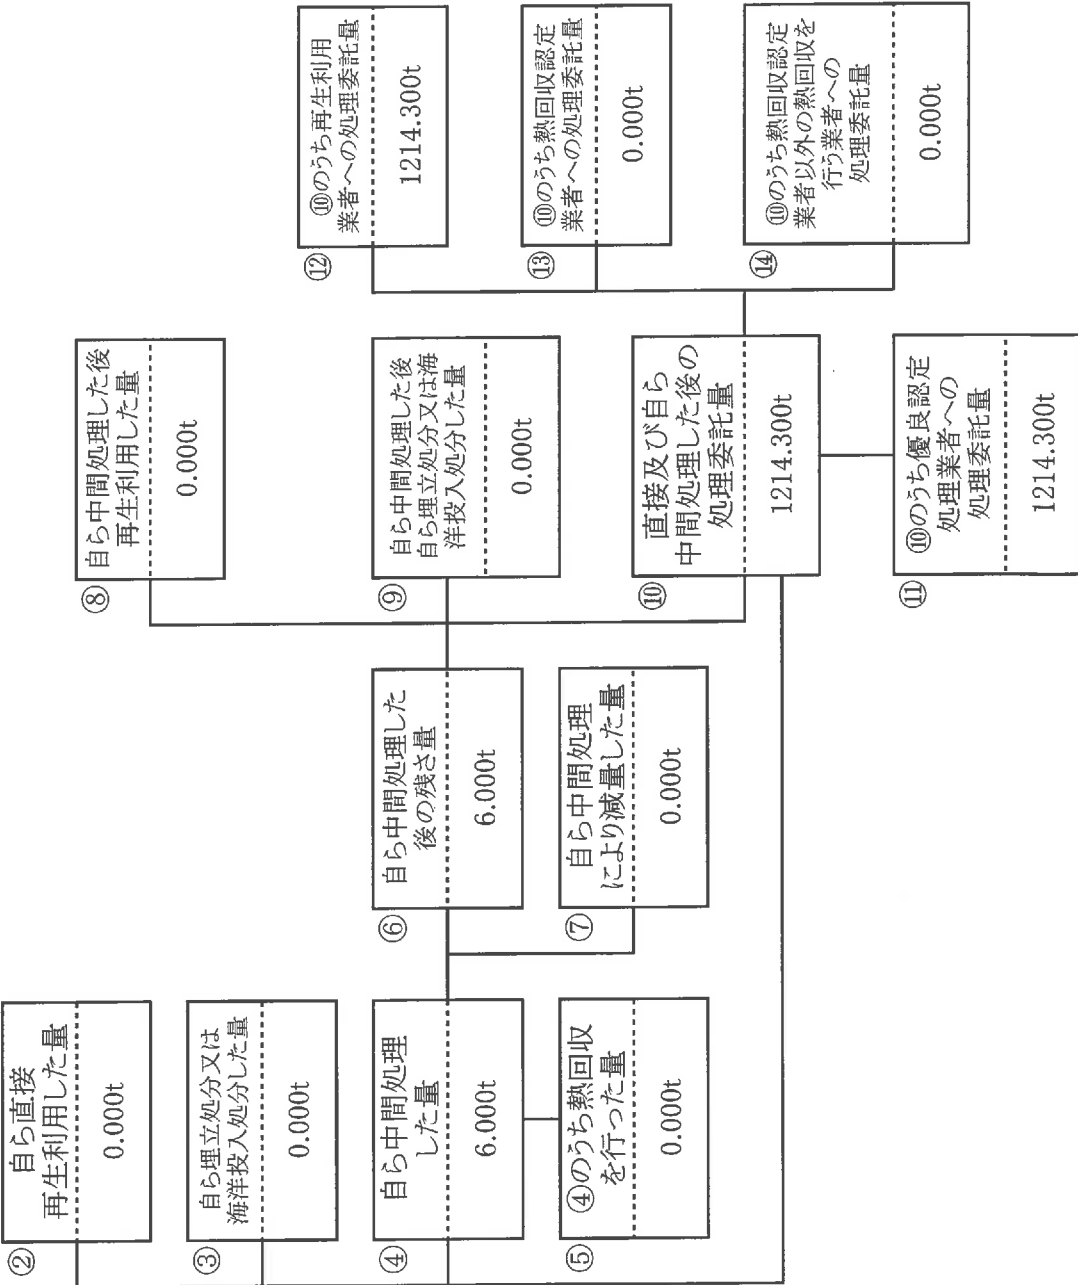 ②
自ら直接
再生利用した量
0.000t
③
自ら埋立処分又は
海洋投入処分した量
0.000t
④
自ら中間処理
した量
6.000t
⑤
④のうち熱回収
を行った量
0.000t
⑥
自ら中間処理した
後の残さ量
6.000t
⑦
自ら中間処理
により減量した量
0.000t
⑧
自ら中間処理した後
再生利用した量
0.000t
⑨
自ら中間処理した後
自ら埋立処分又は海
洋投入処分した量
0.000t
⑩
直接及び自ら
中間処理した後の
処理委託量
1214.300t
⑪
⑩のうち優良認定
処理業者への
処理委託量
1214.300t
⑫
⑩のうち再生利用
業者への処理委託量
1214.300t
⑬
⑩のうち熱回収認定
業者への処理委託量
0.000t
⑭
⑩のうち熱回収認定
業者以外の熱回収を
行う業者への
処理委託量
0.000t